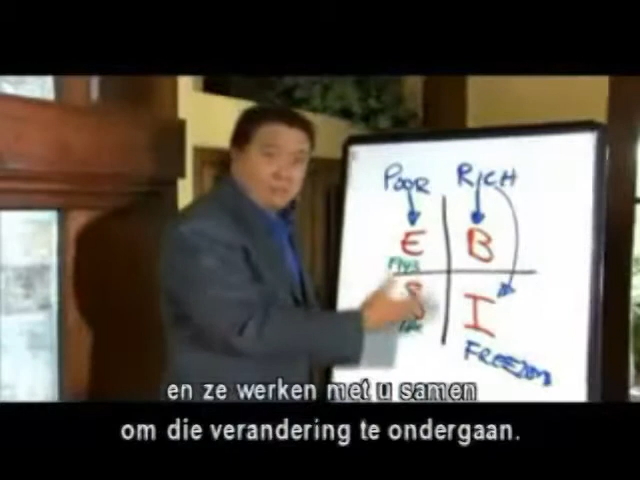 POOR RICH
E B
S I
FREEDOM
en ze werken met u samen
om die verandering te ondergaan.